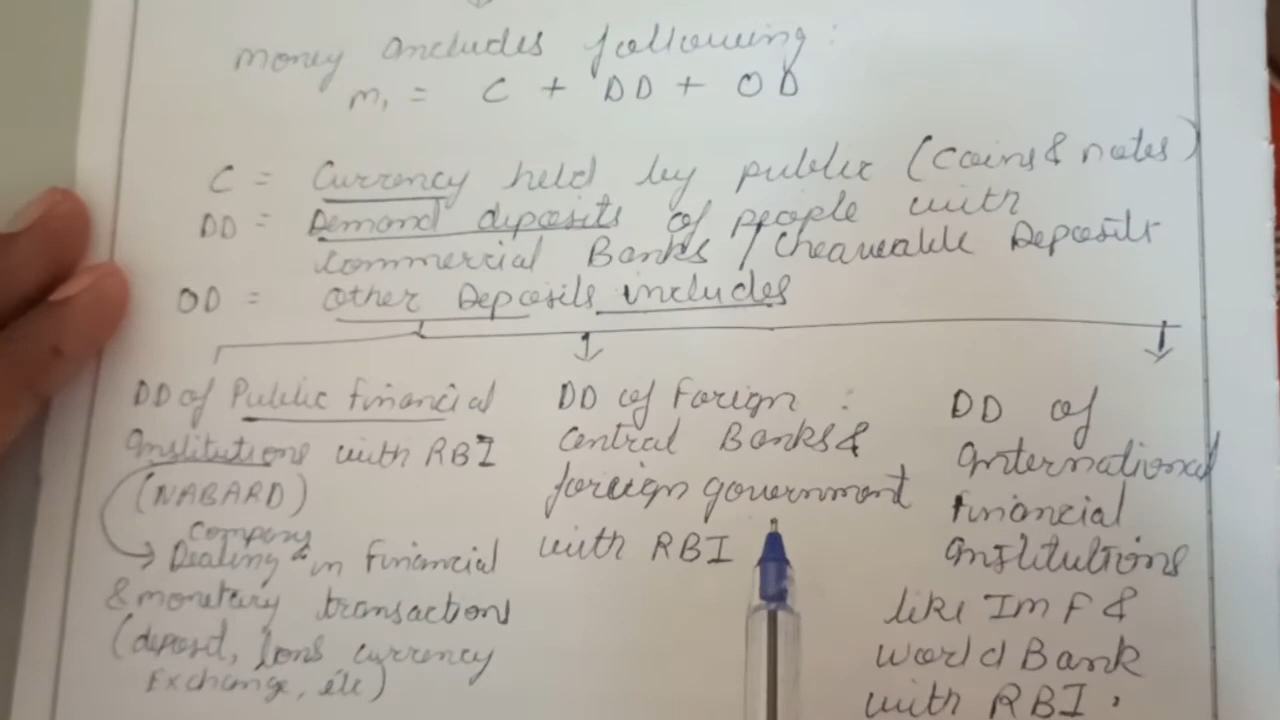 Money Includes following:
M1 = C + DD + OD
C = Currency held by public (Coins & notes)
DD = Demand deposits of people with
Commercial Banks / Cheaueable Deposits
OD = Other Deposits includes
DD of Public Financial
Institutions with RBI
(NABARD)
Company
Dealing in Financial
& monetary transactions
(deposit, lons currency
Exchange, etc)
DD of Foreign :
Central Banks &
foreign government
with RBI
DD of
International
Financial
Institutions
like ImF &
World Bank
with RBI.